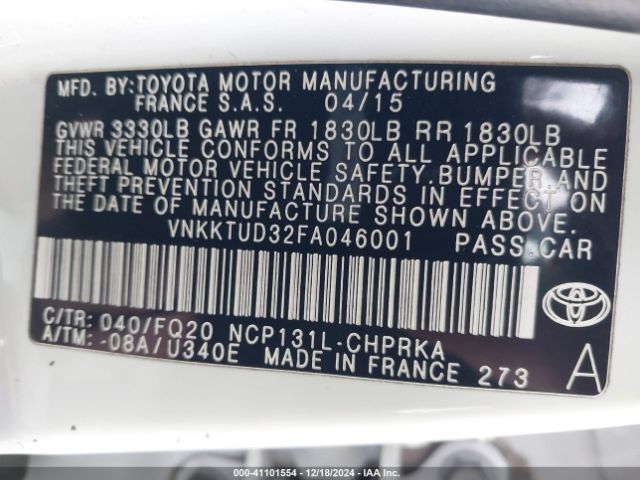 MFD. BY:TOYOTA MOTOR MANUFACTURING
FRANCE S.A.S. 04/15
GVWR 3330LB GAWR FR 1830LB RR 1830LB
THIS VEHICLE CONFORMS TO ALL APPLICABLE
FEDERAL MOTOR VEHICLE SAFETY,BUMPER,AND
THEFT PREVENTION STANDARDS IN EFFECT ON
THE DATE OF MANUFACTURE SHOWN ABOVE.
VNKKTUD32FA046001 PASS.CAR
C/TR: 040/FQ20 NCP131L-CHPRKA
A/TM: -08A/U340E MADE IN FRANCE 273
TOYOTA
A
000-41101554 | 12/18/2024 | IAA Inc.